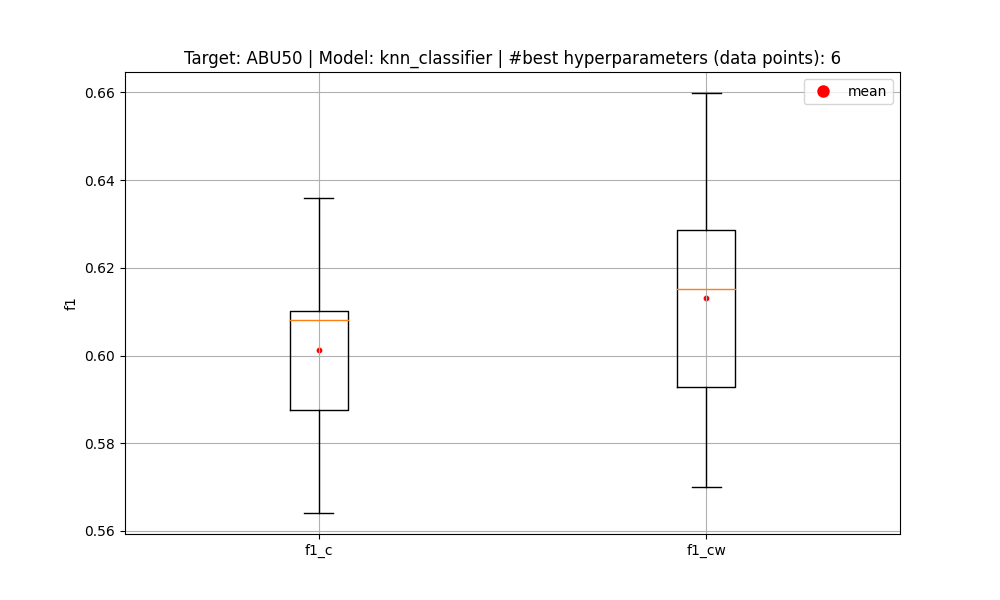 Target: ABU50 | Model: knn_classifier | #best hyperparameters (data points): 6
mean
0.66
0.64
0.62
0.60
0.58
0.56
f1
f1_c
f1_cw